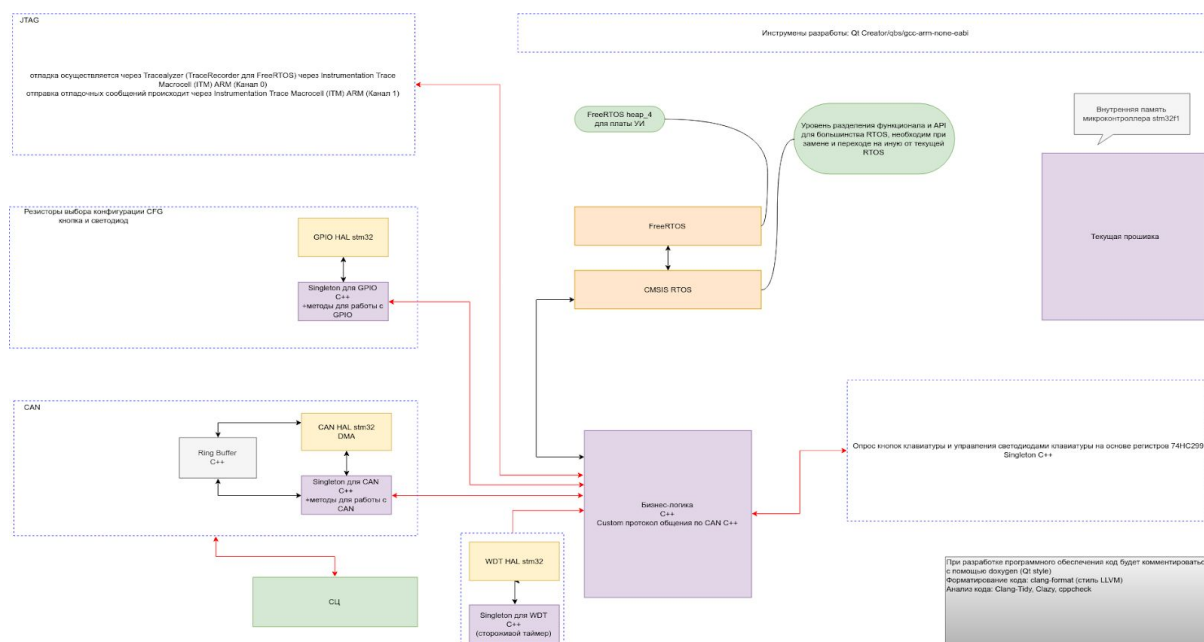 JTAG
отладка осуществляется через Tracealyzer (TraceRecorder для FreeRTOS) через Instrumentation Trace
Macrocell (ITM) ARM (Канал 0)
отправка отладочных сообщений происходит через Instrumentation Trace Macrocell (ITM) ARM (Канал 1)
Инструмены разработы: Qt Creator/qbs/gcc-arm-none-eabi
FreeRTOS heap_4
для платы УИ
Уровень разделения функционала и API
для большинства RTOS, необходим при
замене и переходе на иную от текущей
RTOS
Внутренняя память
микроконтроллера stm32f1
Резисторы выбора конфигурации CFG
кнопка и светодиод
GPIO HAL stm32
Singleton для GPIO
C++
+методы для работы с
GPIO
FreeRTOS
CMSIS RTOS
Текущая прошивка
CAN
CAN HAL stm32
DMA
Ring Buffer
C++
Singleton для CAN
C++
+методы для работы с
CAN
Бизнес-логика
C++
Custom протокол общения по CAN C++
Опрос кнопок клавиатуры и управления светодиодами клавиатуры на основе регистров 74HC299
Singleton C++
СЦ
WDT HAL stm32
Singleton для WDT
C++
(стороживой таймер)
При разработке программного обеспечения код будет комментироватьс
с помощью doxygen (Qt style)
Форматирование кода: clang-format (стиль LLVM)
Анализ кода: Clang-Tidy, Clazy, cppcheck